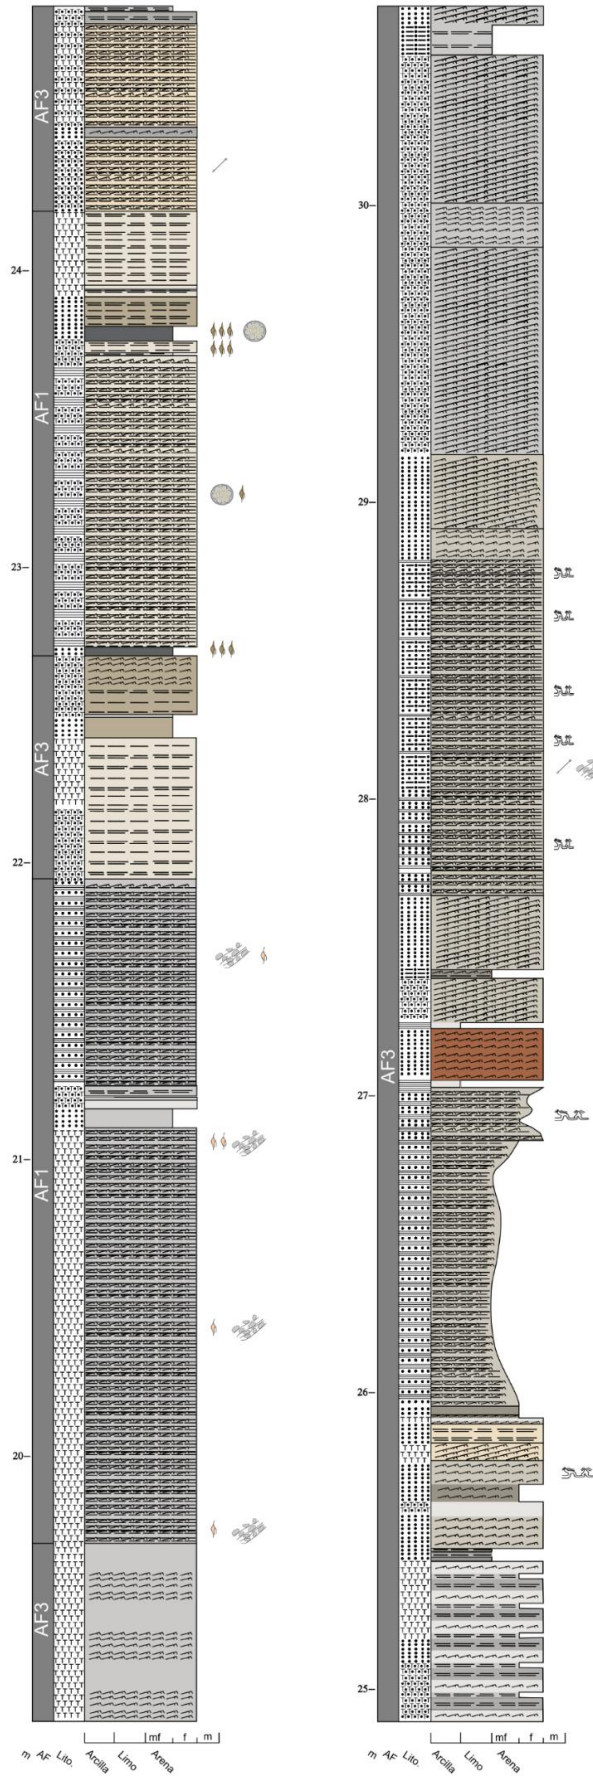 AF3
24
AF1
23
AF3
22
AF1
21
20
AF3
mf f m
m AF Lito. Arcilla Limo Arena
30
29
28
AF3
27
26
25
mf f m
m AF Lito. Arcilla Limo Arena